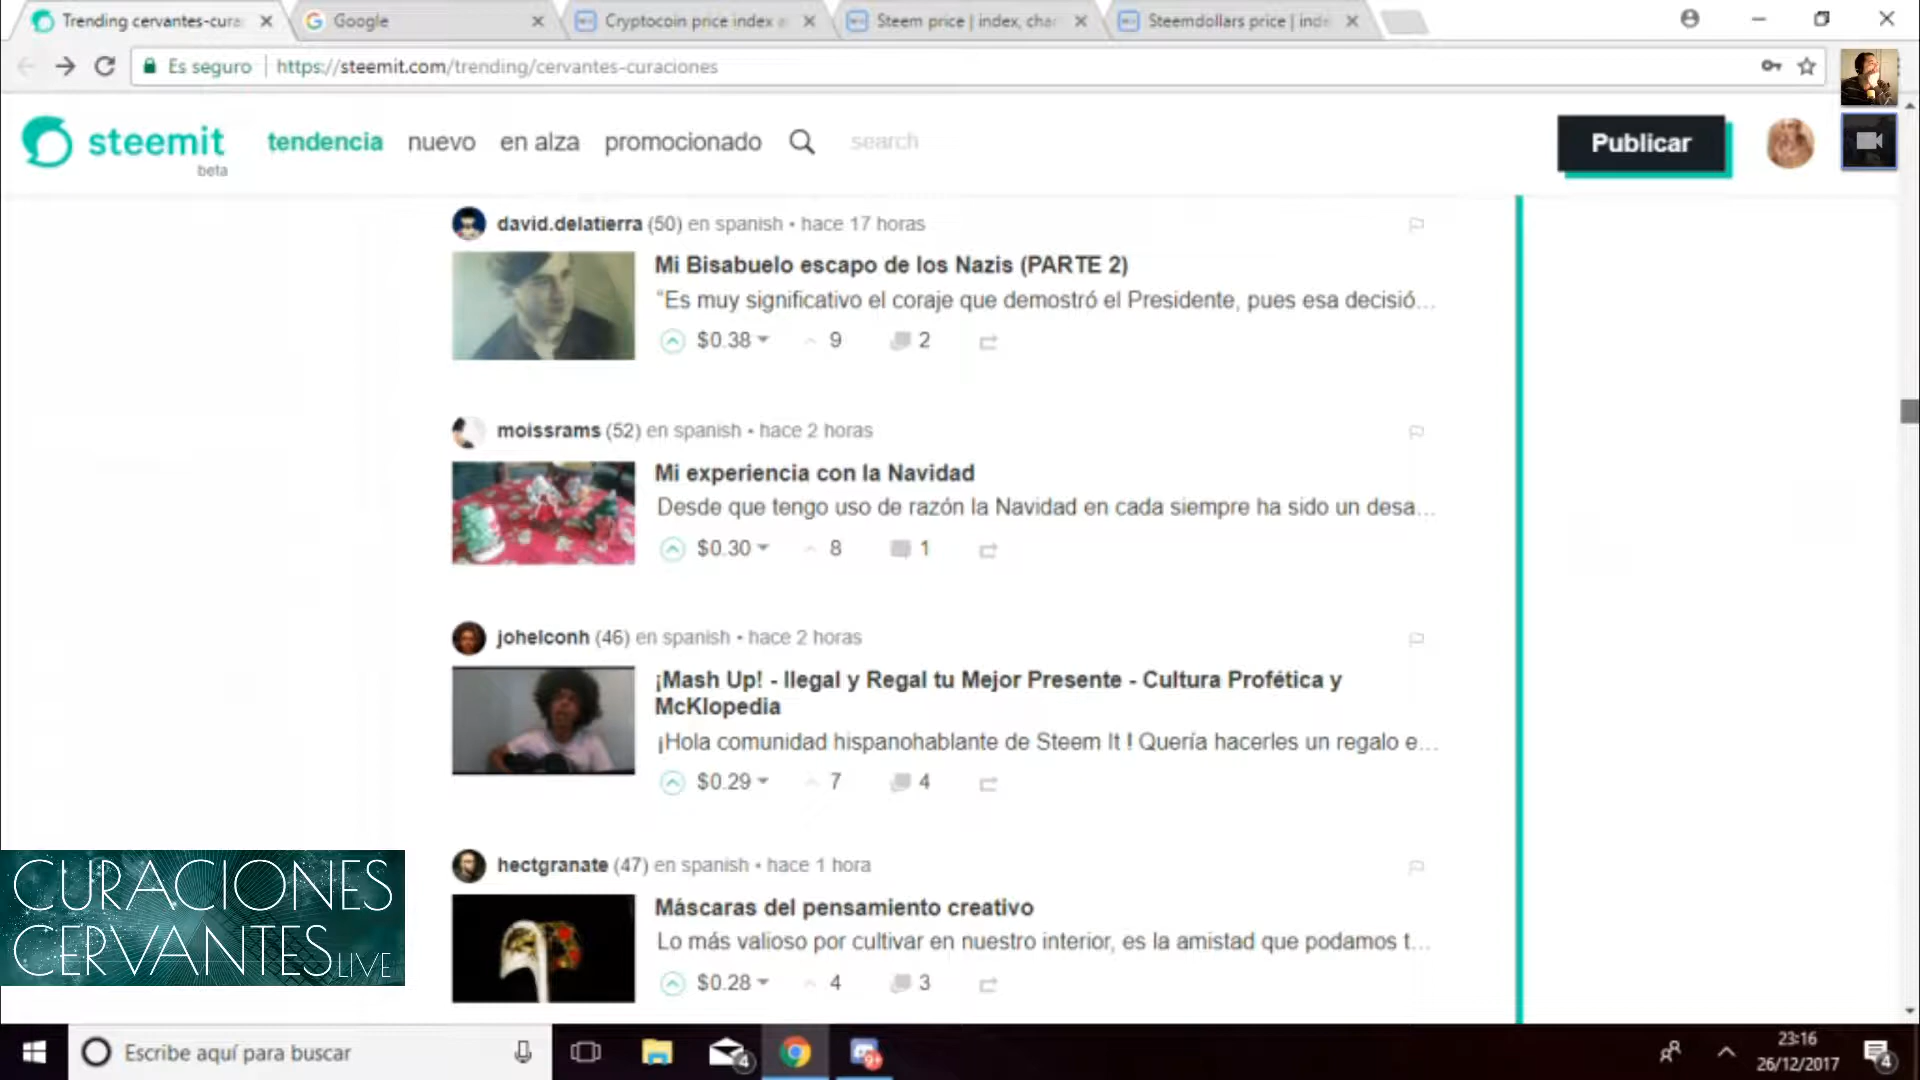 Trending cervantes-cura
Google
Cryptocoin price index
Steem price | index, cha
Steemdollars price | ind
Es seguro
https://steemit.com/trending/cervantes-curaciones
steemit
beta
tendencia
nuevo
en alza
promocionado
search
Publicar
david.delatierra (50) en spanish • hace 17 horas
Mi Bisabuelo escapo de los Nazis (PARTE 2)
“Es muy significativo el coraje que demostró el Presidente, pues esa decisió...
$0.38 9 2
moissrams (52) en spanish • hace 2 horas
Mi experiencia con la Navidad
Desde que tengo uso de razón la Navidad en cada siempre ha sido un desa...
$0.30 8 1
johelconh (46) en spanish • hace 2 horas
¡Mash Up! - Ilegal y Regal tu Mejor Presente - Cultura Profética y
McKlopedia
¡Hola comunidad hispanohablante de Steem It ! Quería hacerles un regalo e...
$0.29 7 4
hectgranate (47) en spanish • hace 1 hora
Máscaras del pensamiento creativo
Lo más valioso por cultivar en nuestro interior, es la amistad que podamos t...
$0.28 4 3
CURACIONES
CERVANTES LIVE
Escribe aquí para buscar
4
9+
23:16
26/12/2017
4